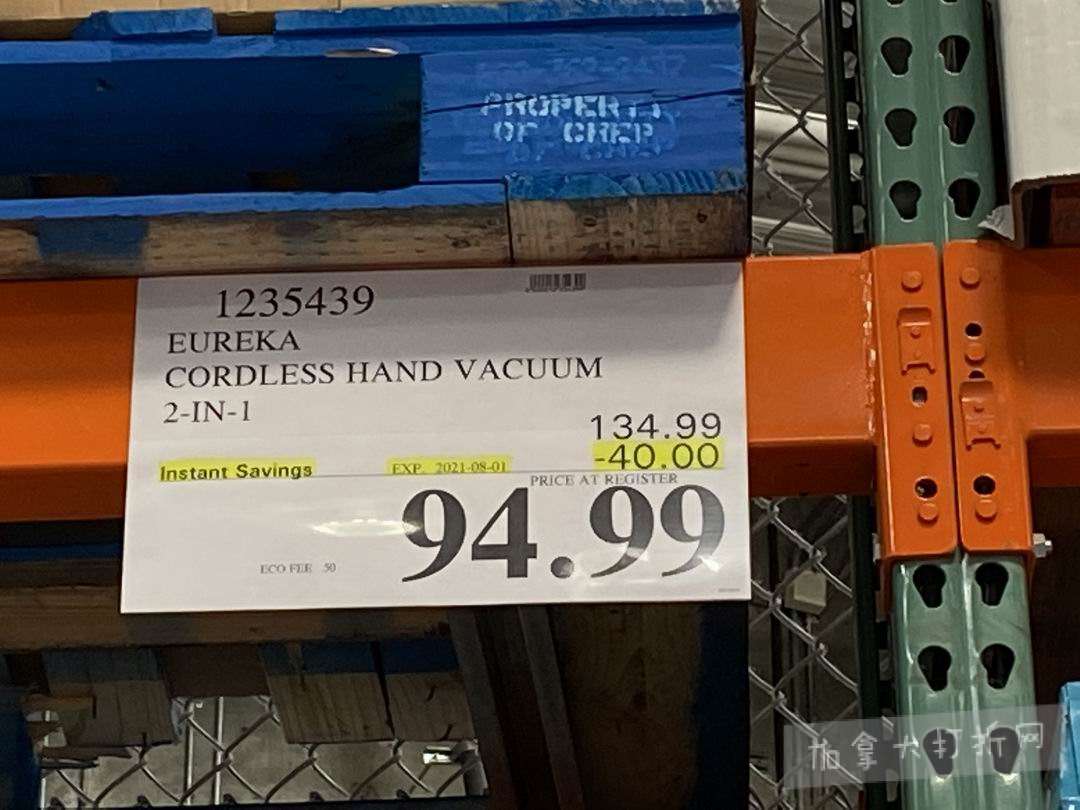 PROPERTY
OF CHEP
1235439
EUREKA
CORDLESS HAND VACUUM
2-IN-1
134.99
-40.00
Instant Savings
EXP. 2021-08-01
PRICE AT REGISTER
94.99
ECO FEE .50
加拿大打折网